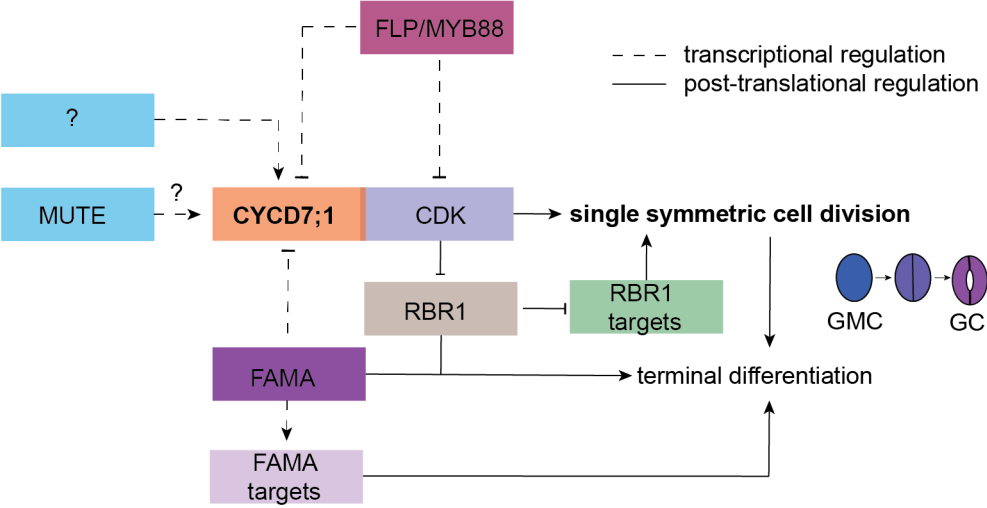 FLP/MYB88
transcriptional regulation
post-translational regulation
?
?
MUTE
CYCD7;1
CDK
single symmetric cell division
RBR1
RBR1
targets
GMC
GC
FAMA
terminal differentiation
FAMA
targets